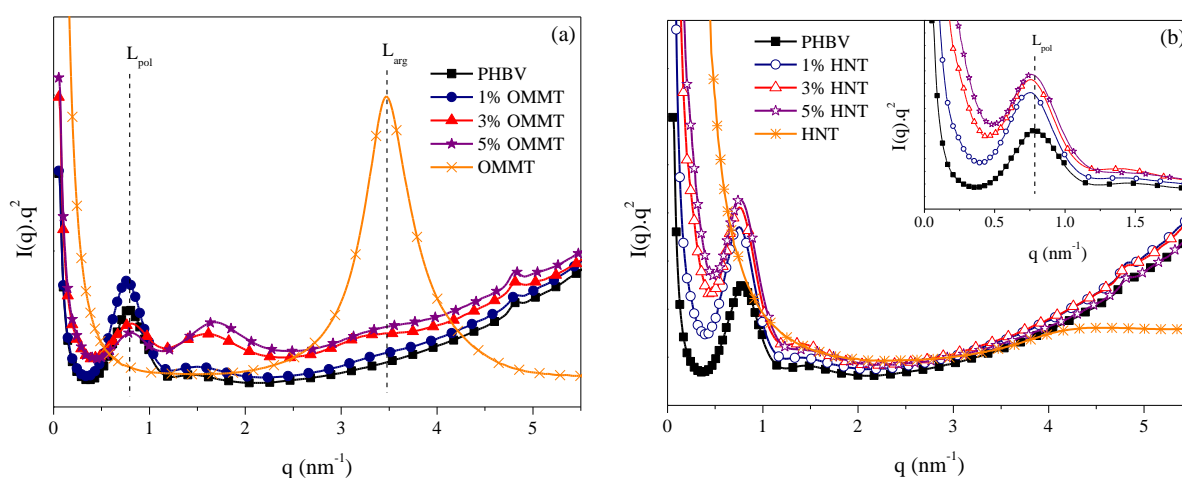 (a)
L_pol
L_arg
PHBV
1% OMMT
3% OMMT
5% OMMT
OMMT
I(q).q²
0 1 2 3 4 5
q (nm⁻¹)
(b)
PHBV
1% HNT
3% HNT
5% HNT
HNT
L_pol
I(q).q²
0.0 0.5 1.0 1.5
q (nm⁻¹)
I(q).q²
0 1 2 3 4 5
q (nm⁻¹)